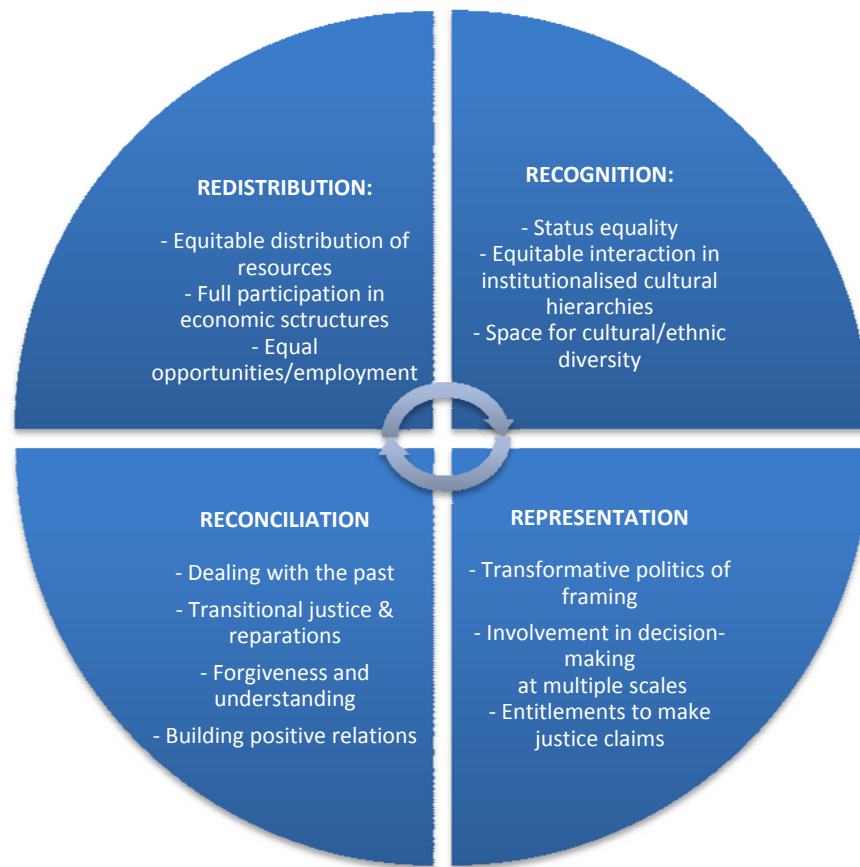 REDISTRIBUTION:
- Equitable distribution of
resources
- Full participation in
economic sctructures
- Equal
opportunities/employment
RECOGNITION:
- Status equality
- Equitable interaction in
institutionalised cultural
hierarchies
- Space for cultural/ethnic
diversity
RECONCILIATION
- Dealing with the past
- Transitional justice &
reparations
- Forgiveness and
understanding
- Building positive relations
REPRESENTATION
- Transformative politics of
framing
- Involvement in decision-
making
at multiple scales
- Entitlements to make
justice claims